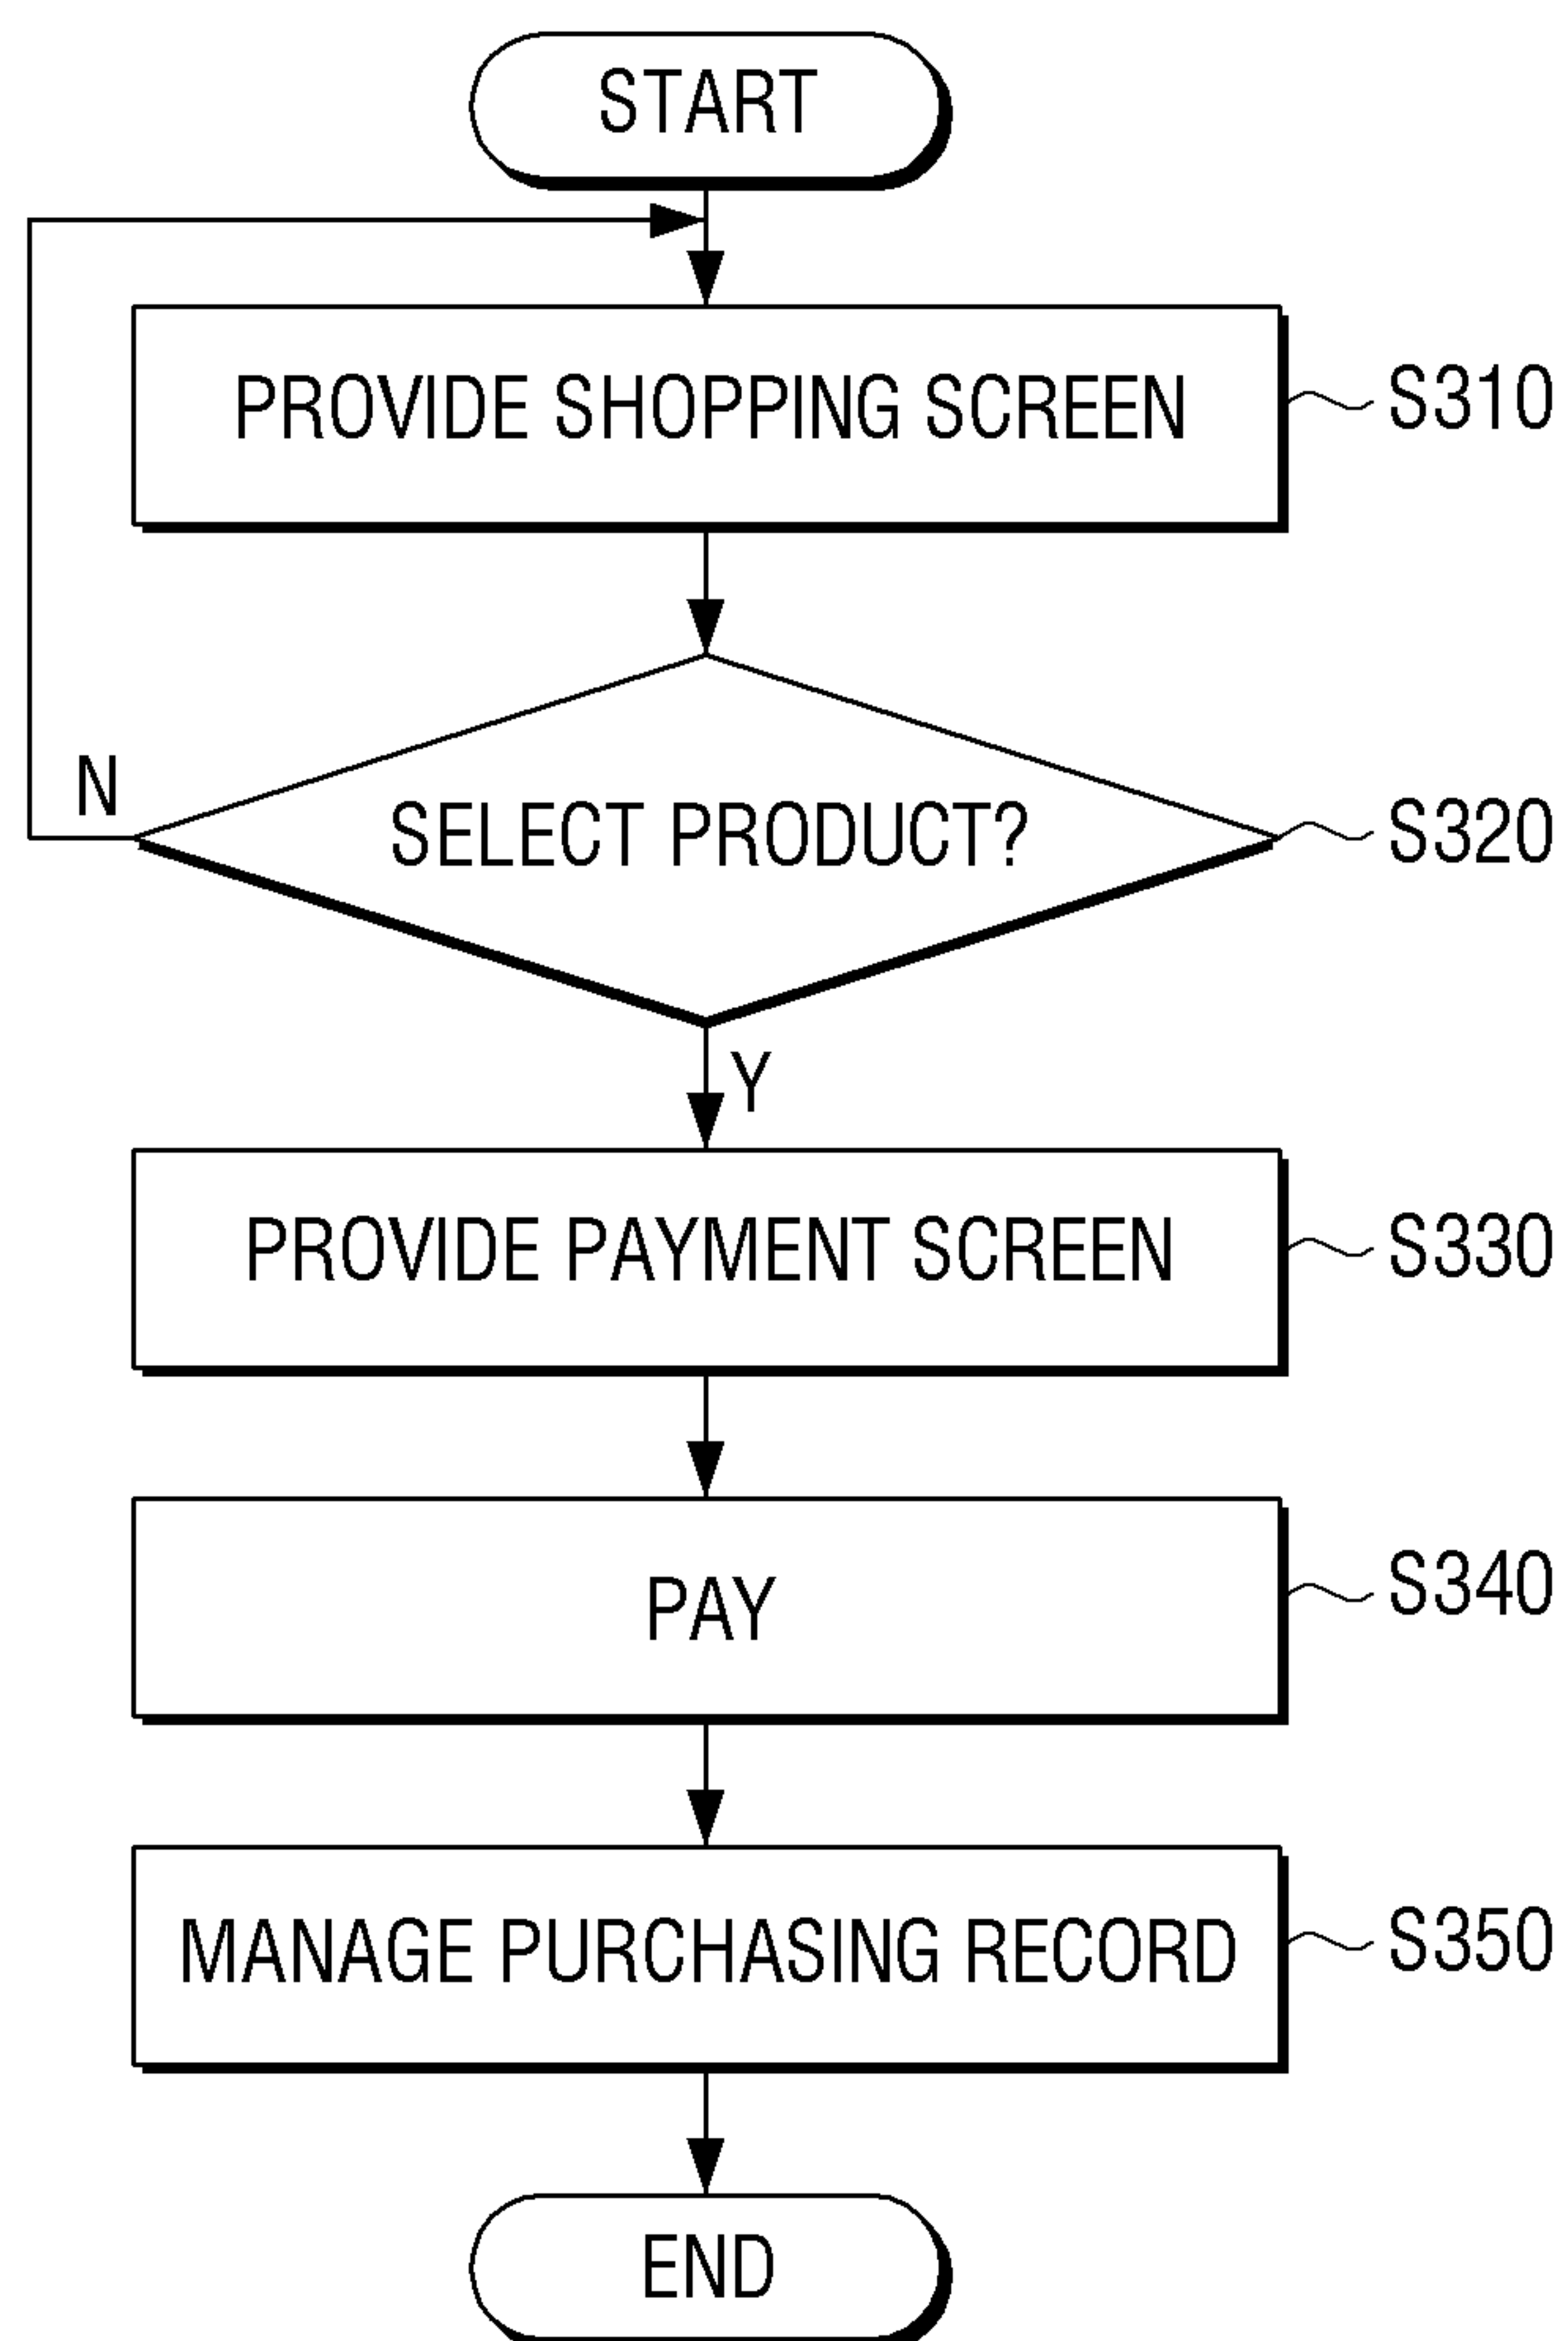 START
PROVIDE SHOPPING SCREEN
S310
N
SELECT PRODUCT?
S320
Y
PROVIDE PAYMENT SCREEN
S330
PAY
S340
MANAGE PURCHASING RECORD
S350
END